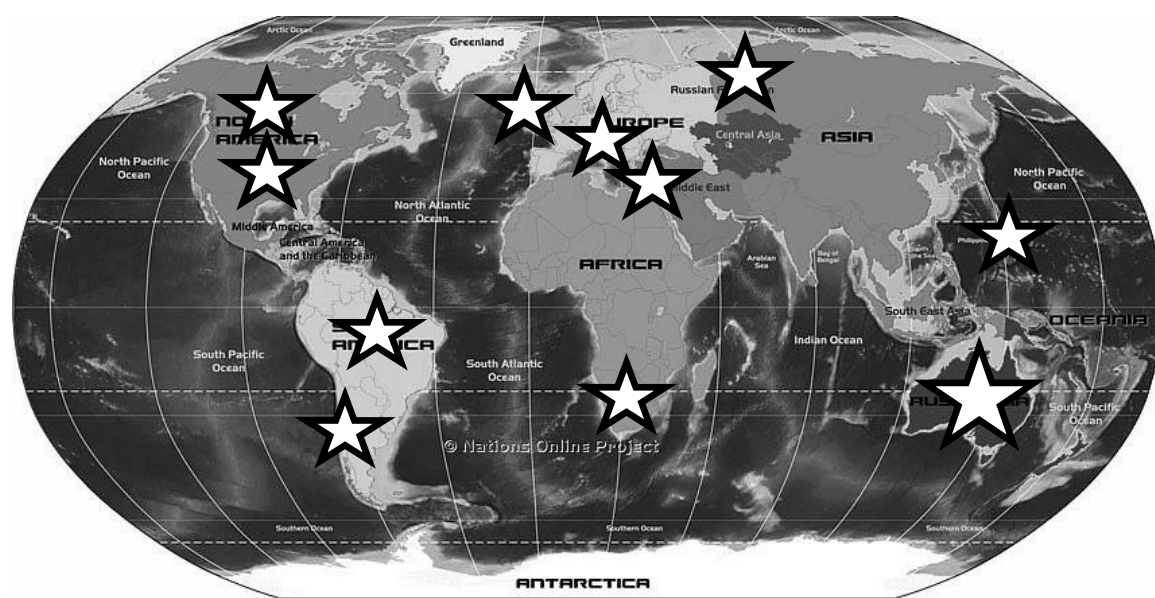 Arctic Ocean
Arctic Ocean
Greenland
Russian F
EUROPE
NO
AMERICA
Central Asia
ASIA
North Pacific
Ocean
North Pacific
Ocean
Middle East
North Atlantic
Ocean
Middle America
Central America
and the Caribbean
AFRICA
Arabian
Sea
Bay of
Bengal
South East Asia
OCEANIA
Indian Ocean
South Pacific
Ocean
South Atlantic
Ocean
South Pacific
Ocean
© Nations Online Project
Southern Ocean
Southern Ocean
Southern Ocean
ANTARCTICA